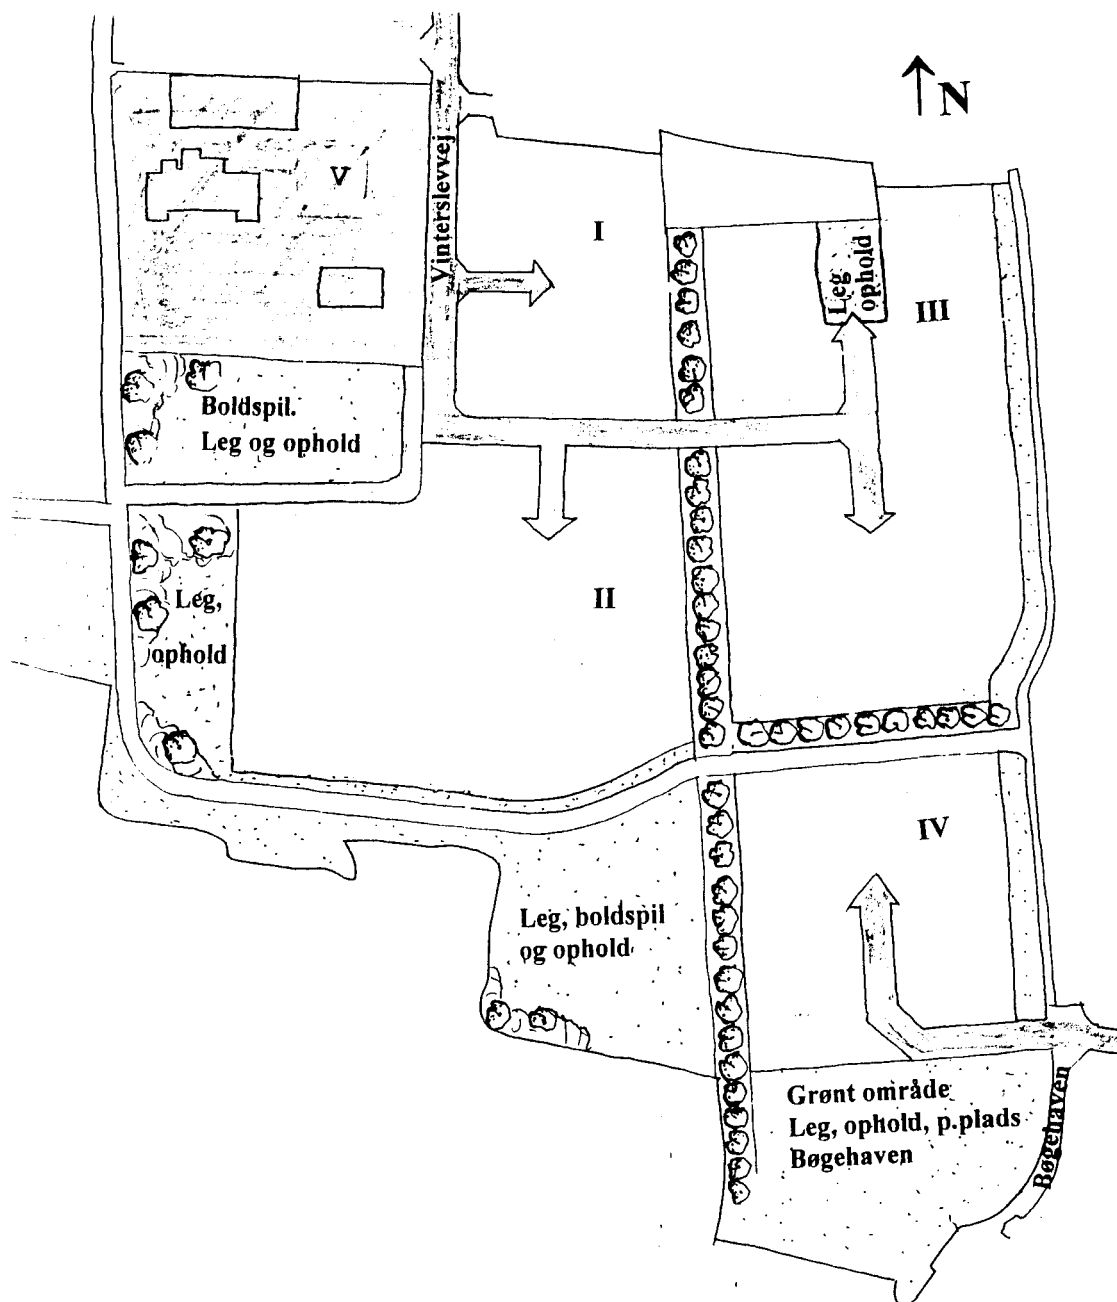 N
V
Vinterslevvej
I
Leg
ophold
III
Boldspil.
Leg og ophold
II
Leg,
ophold
IV
Leg, boldspil
og ophold
Grønt område
Leg, ophold, p.plads
Bøgehaven
Bøgehaven